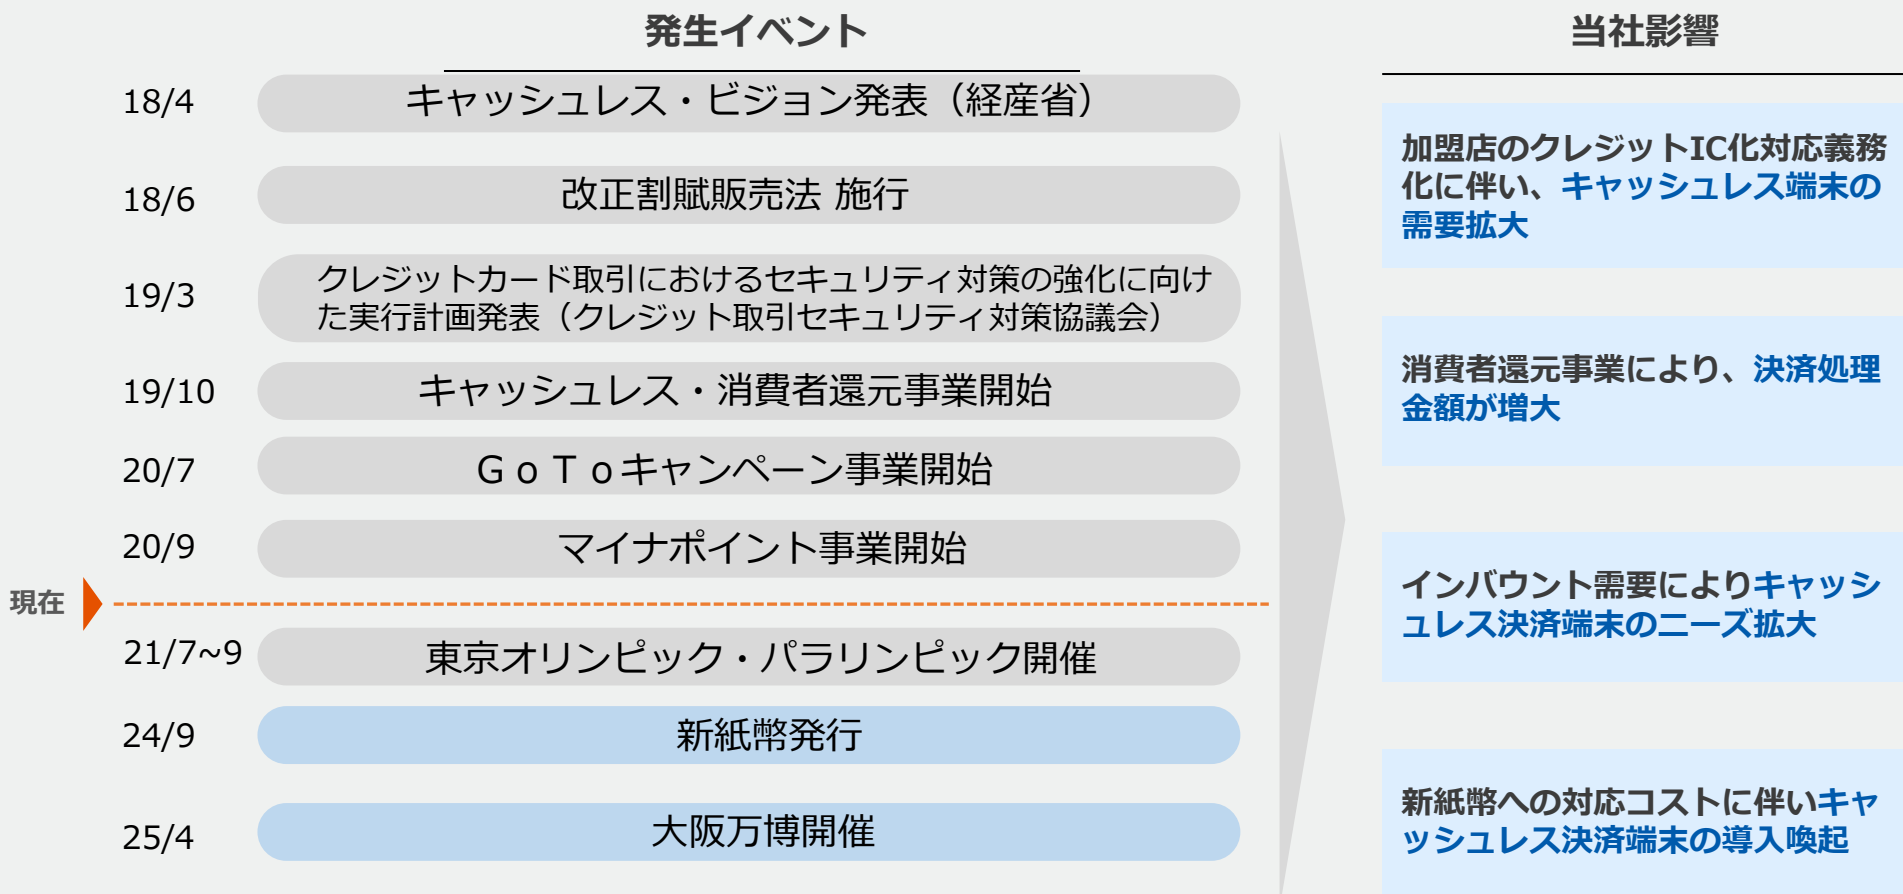 発生イベント
当社影響
18/4
キャッシュレス・ビジョン発表（経産省）
18/6
改正割賦販売法 施行
19/3
クレジットカード取引におけるセキュリティ対策の強化に向け
た実行計画発表（クレジット取引セキュリティ対策協議会）
19/10
キャッシュレス・消費者還元事業開始
20/7
ＧｏＴｏキャンペーン事業開始
20/9
マイナポイント事業開始
現在
21/7~9
東京オリンピック・パラリンピック開催
24/9
新紙幣発行
25/4
大阪万博開催
加盟店のクレジットIC化対応義務
化に伴い、キャッシュレス端末の
需要拡大
消費者還元事業により、決済処理
金額が増大
インバウント需要によりキャッシ
ュレス決済端末のニーズ拡大
新紙幣への対応コストに伴いキャ
ッシュレス決済端末の導入喚起